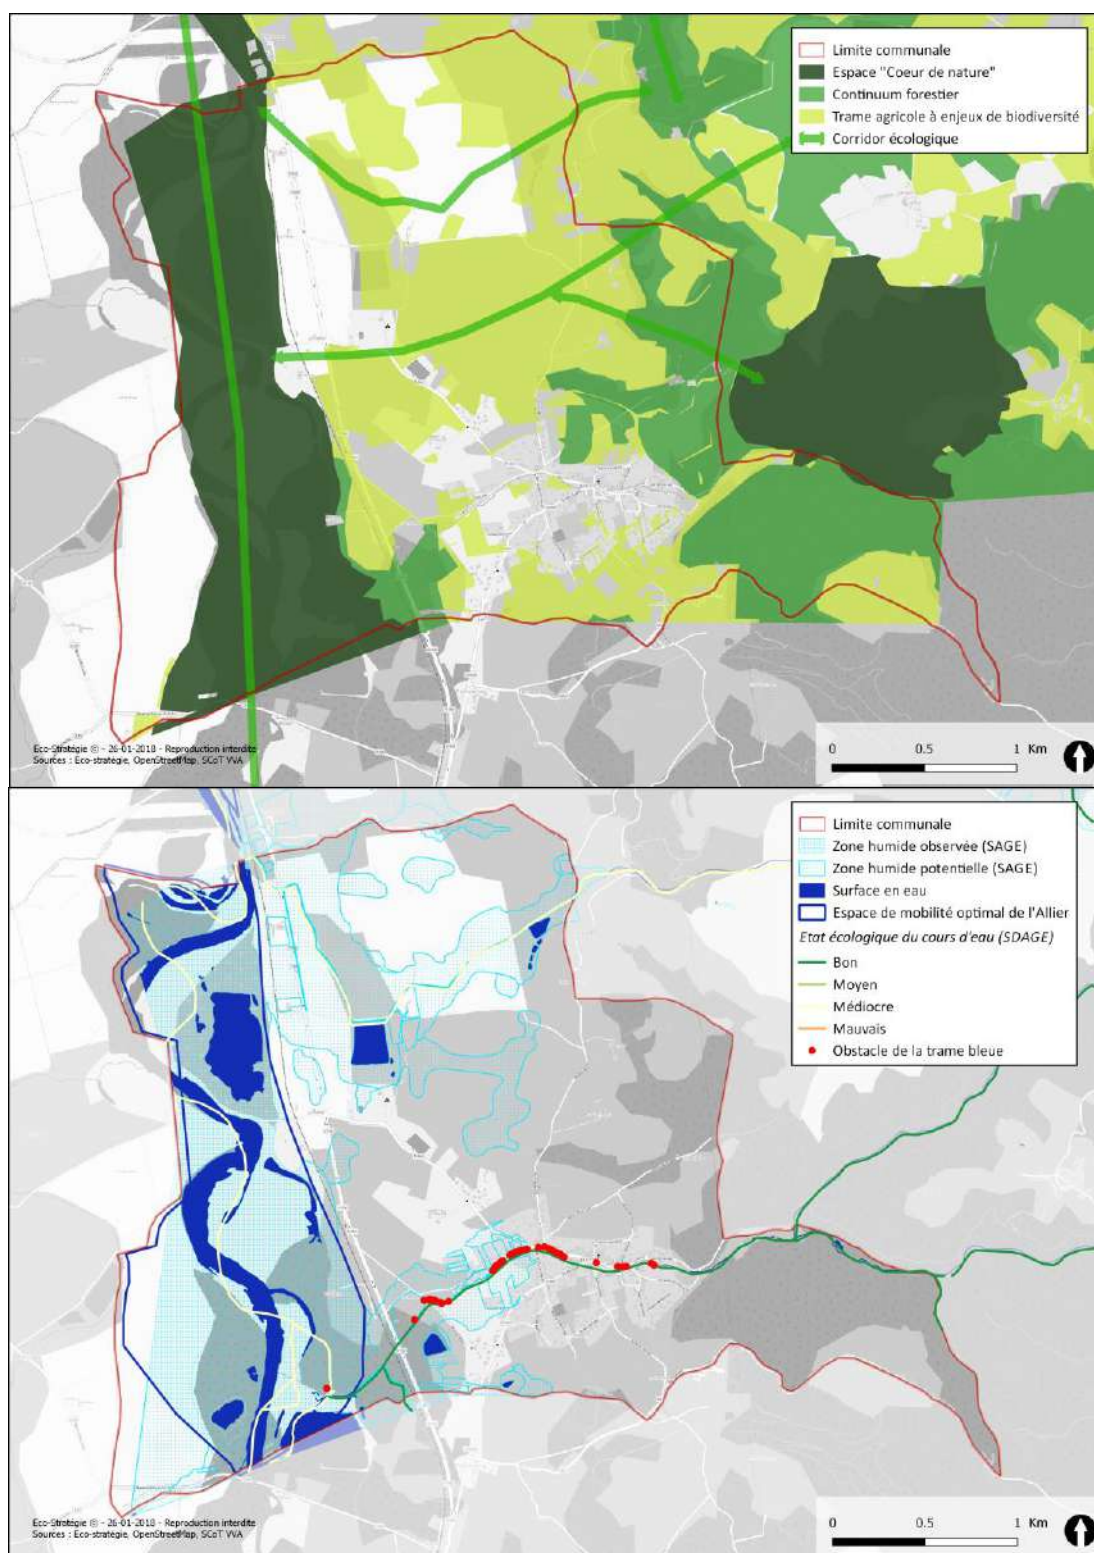 Limite communale
Espace "Coeur de nature"
Continuum forestier
Trame agricole à enjeux de biodiversité
Corridor écologique
Eco-Stratégie © - 26-01-2018 - Reproduction interdite
Sources : Eco-stratégie, OpenStreetMap, SCoT VVA
0 0.5 1 Km
Limite communale
Zone humide observée (SAGE)
Zone humide potentielle (SAGE)
Surface en eau
Espace de mobilité optimal de l'Allier
Etat écologique du cours d'eau (SDAGE)
Bon
Moyen
Médiocre
Mauvais
Obstacle de la trame bleue
Eco-Stratégie © - 26-01-2018 - Reproduction interdite
Sources : Eco-stratégie, OpenStreetMap, SCoT VVA
0 0.5 1 Km